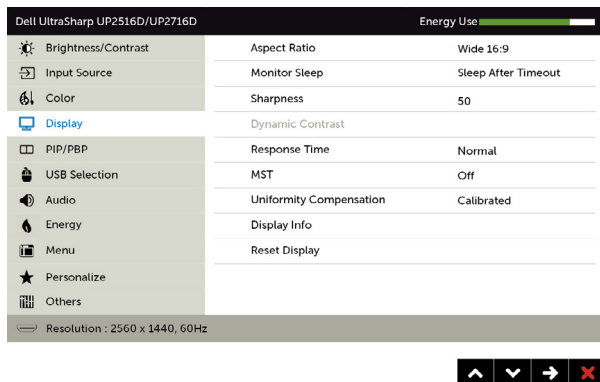 Dell UltraSharp UP2516D/UP2716D Energy Use
Brightness/Contrast
Input Source
Color
Display
PIP/PBP
USB Selection
Audio
Energy
Menu
Personalize
Others
Aspect Ratio Wide 16:9
Monitor Sleep Sleep After Timeout
Sharpness 50
Dynamic Contrast
Response Time Normal
MST Off
Uniformity Compensation Calibrated
Display Info
Reset Display
Resolution : 2560 x 1440, 60Hz